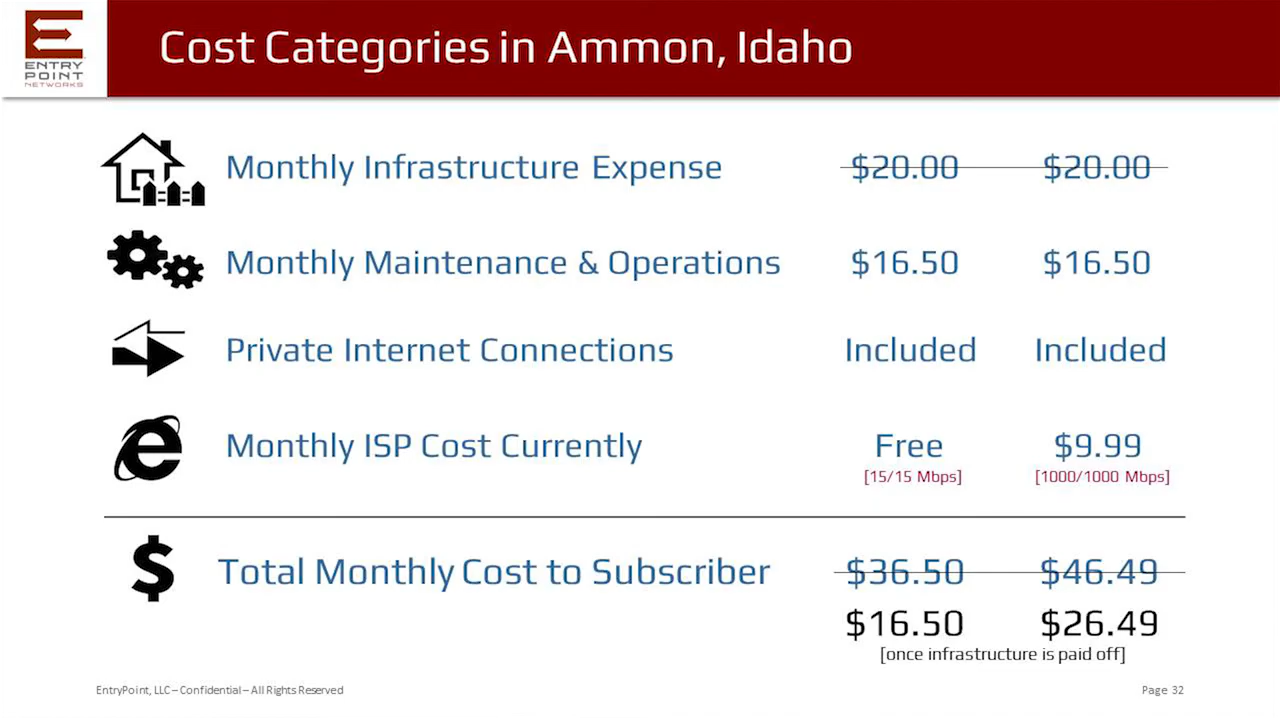 ENTRY
POINT
NETWORKS
Cost Categories in Ammon, Idaho
Monthly Infrastructure Expense $20.00 $20.00
Monthly Maintenance & Operations $16.50 $16.50
Private Internet Connections Included Included
Monthly ISP Cost Currently Free $9.99
[15/15 Mbps] [1000/1000 Mbps]
$ Total Monthly Cost to Subscriber $36.50 $46.49
$16.50 $26.49
[once infrastructure is paid off]
EntryPoint, LLC – Confidential – All Rights Reserved Page 32